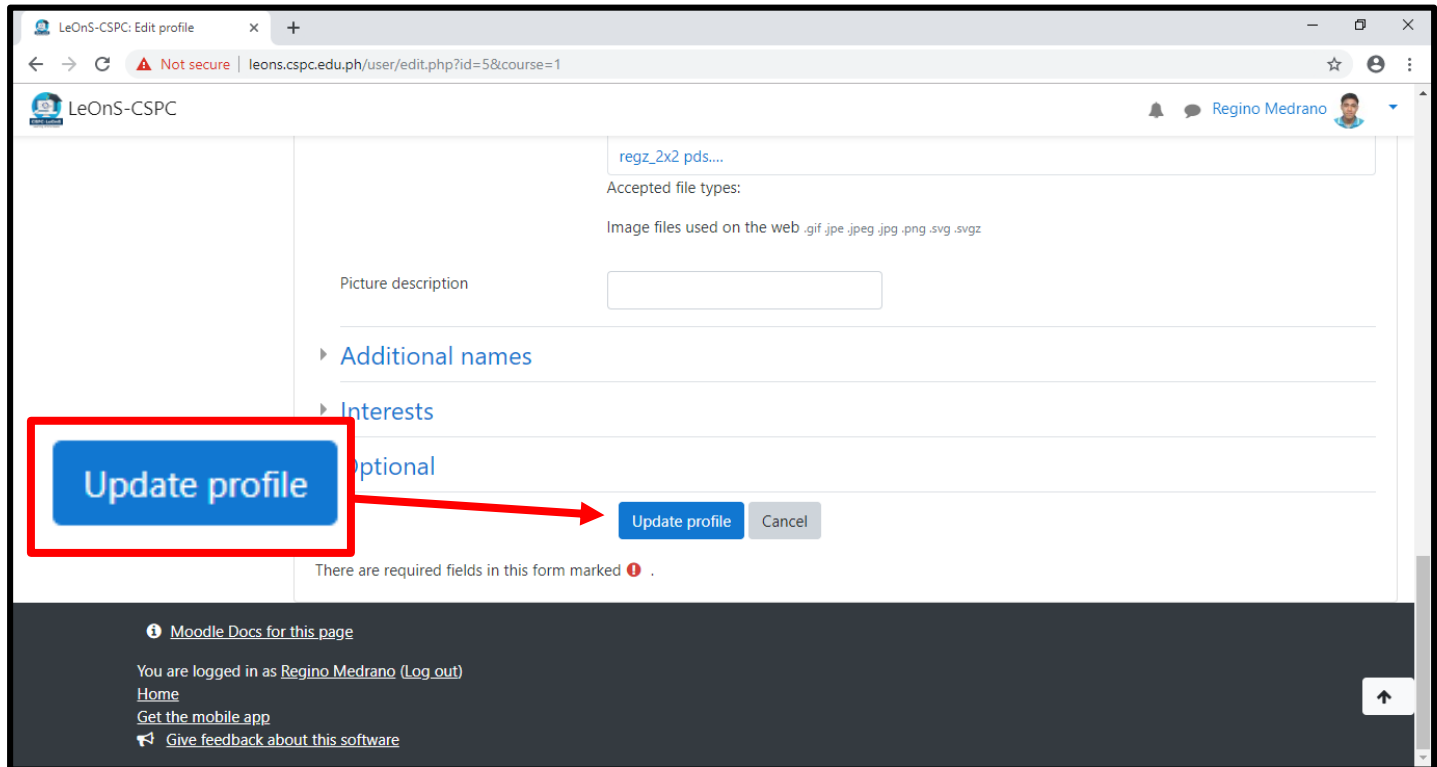 LeOnS-CSPC: Edit profile
Not secure | leons.cspc.edu.ph/user/edit.php?id=5&course=1
LeOnS-CSPC
Regino Medrano
regz_2x2 pds....
Accepted file types:
Image files used on the web .gif .jpe .jpeg .jpg .png .svg .svgz
Picture description
Additional names
Interests
Optional
Update profile
Update profile Cancel
There are required fields in this form marked .
Moodle Docs for this page
You are logged in as Regino Medrano (Log out)
Home
Get the mobile app
Give feedback about this software